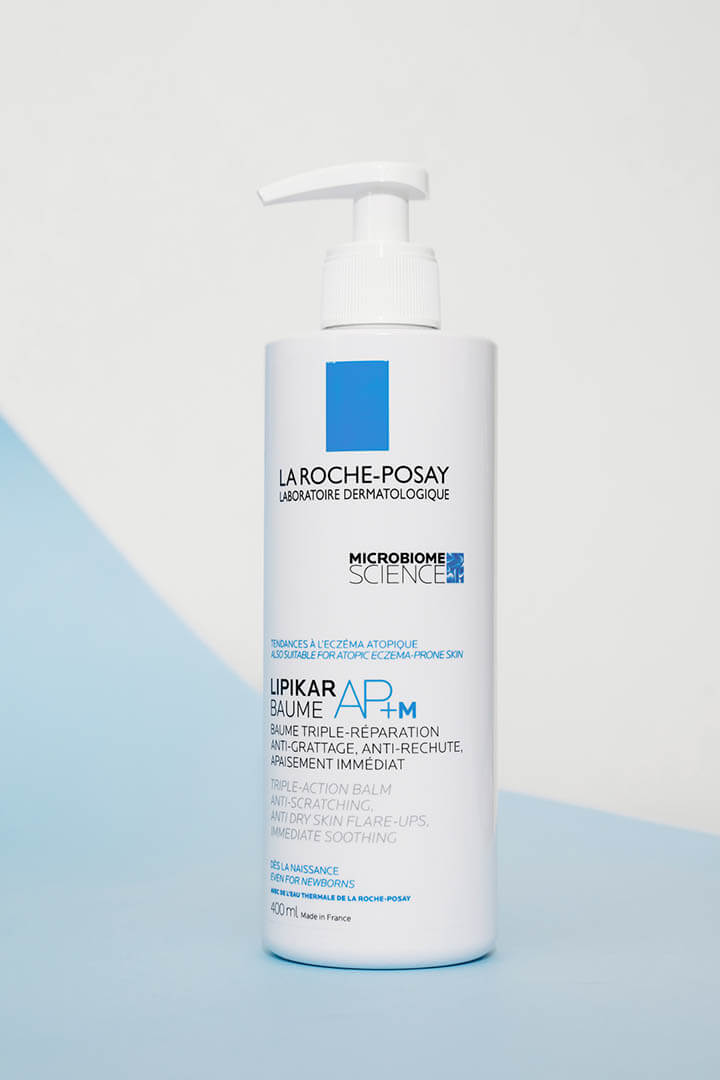 LA ROCHE-POSAY
LABORATOIRE DERMATOLOGIQUE
MICROBIOME
SCIENCE
TENDANCES À L'ECZÉMA ATOPIQUE
ALSO SUITABLE FOR ATOPIC ECZEMA-PRONE SKIN
LIPIKAR
BAUME AP+M
BAUME TRIPLE-RÉPARATION
ANTI-GRATTAGE, ANTI-RECHUTE,
APAISEMENT IMMÉDIAT
TRIPLE-ACTION BALM
ANTI-SCRATCHING,
ANTI DRY SKIN FLARE-UPS,
IMMEDIATE SOOTHING
DÈS LA NAISSANCE
EVEN FOR NEWBORNS
AVEC DE L'EAU THERMALE DE LA ROCHE-POSAY
400 ml Made in France